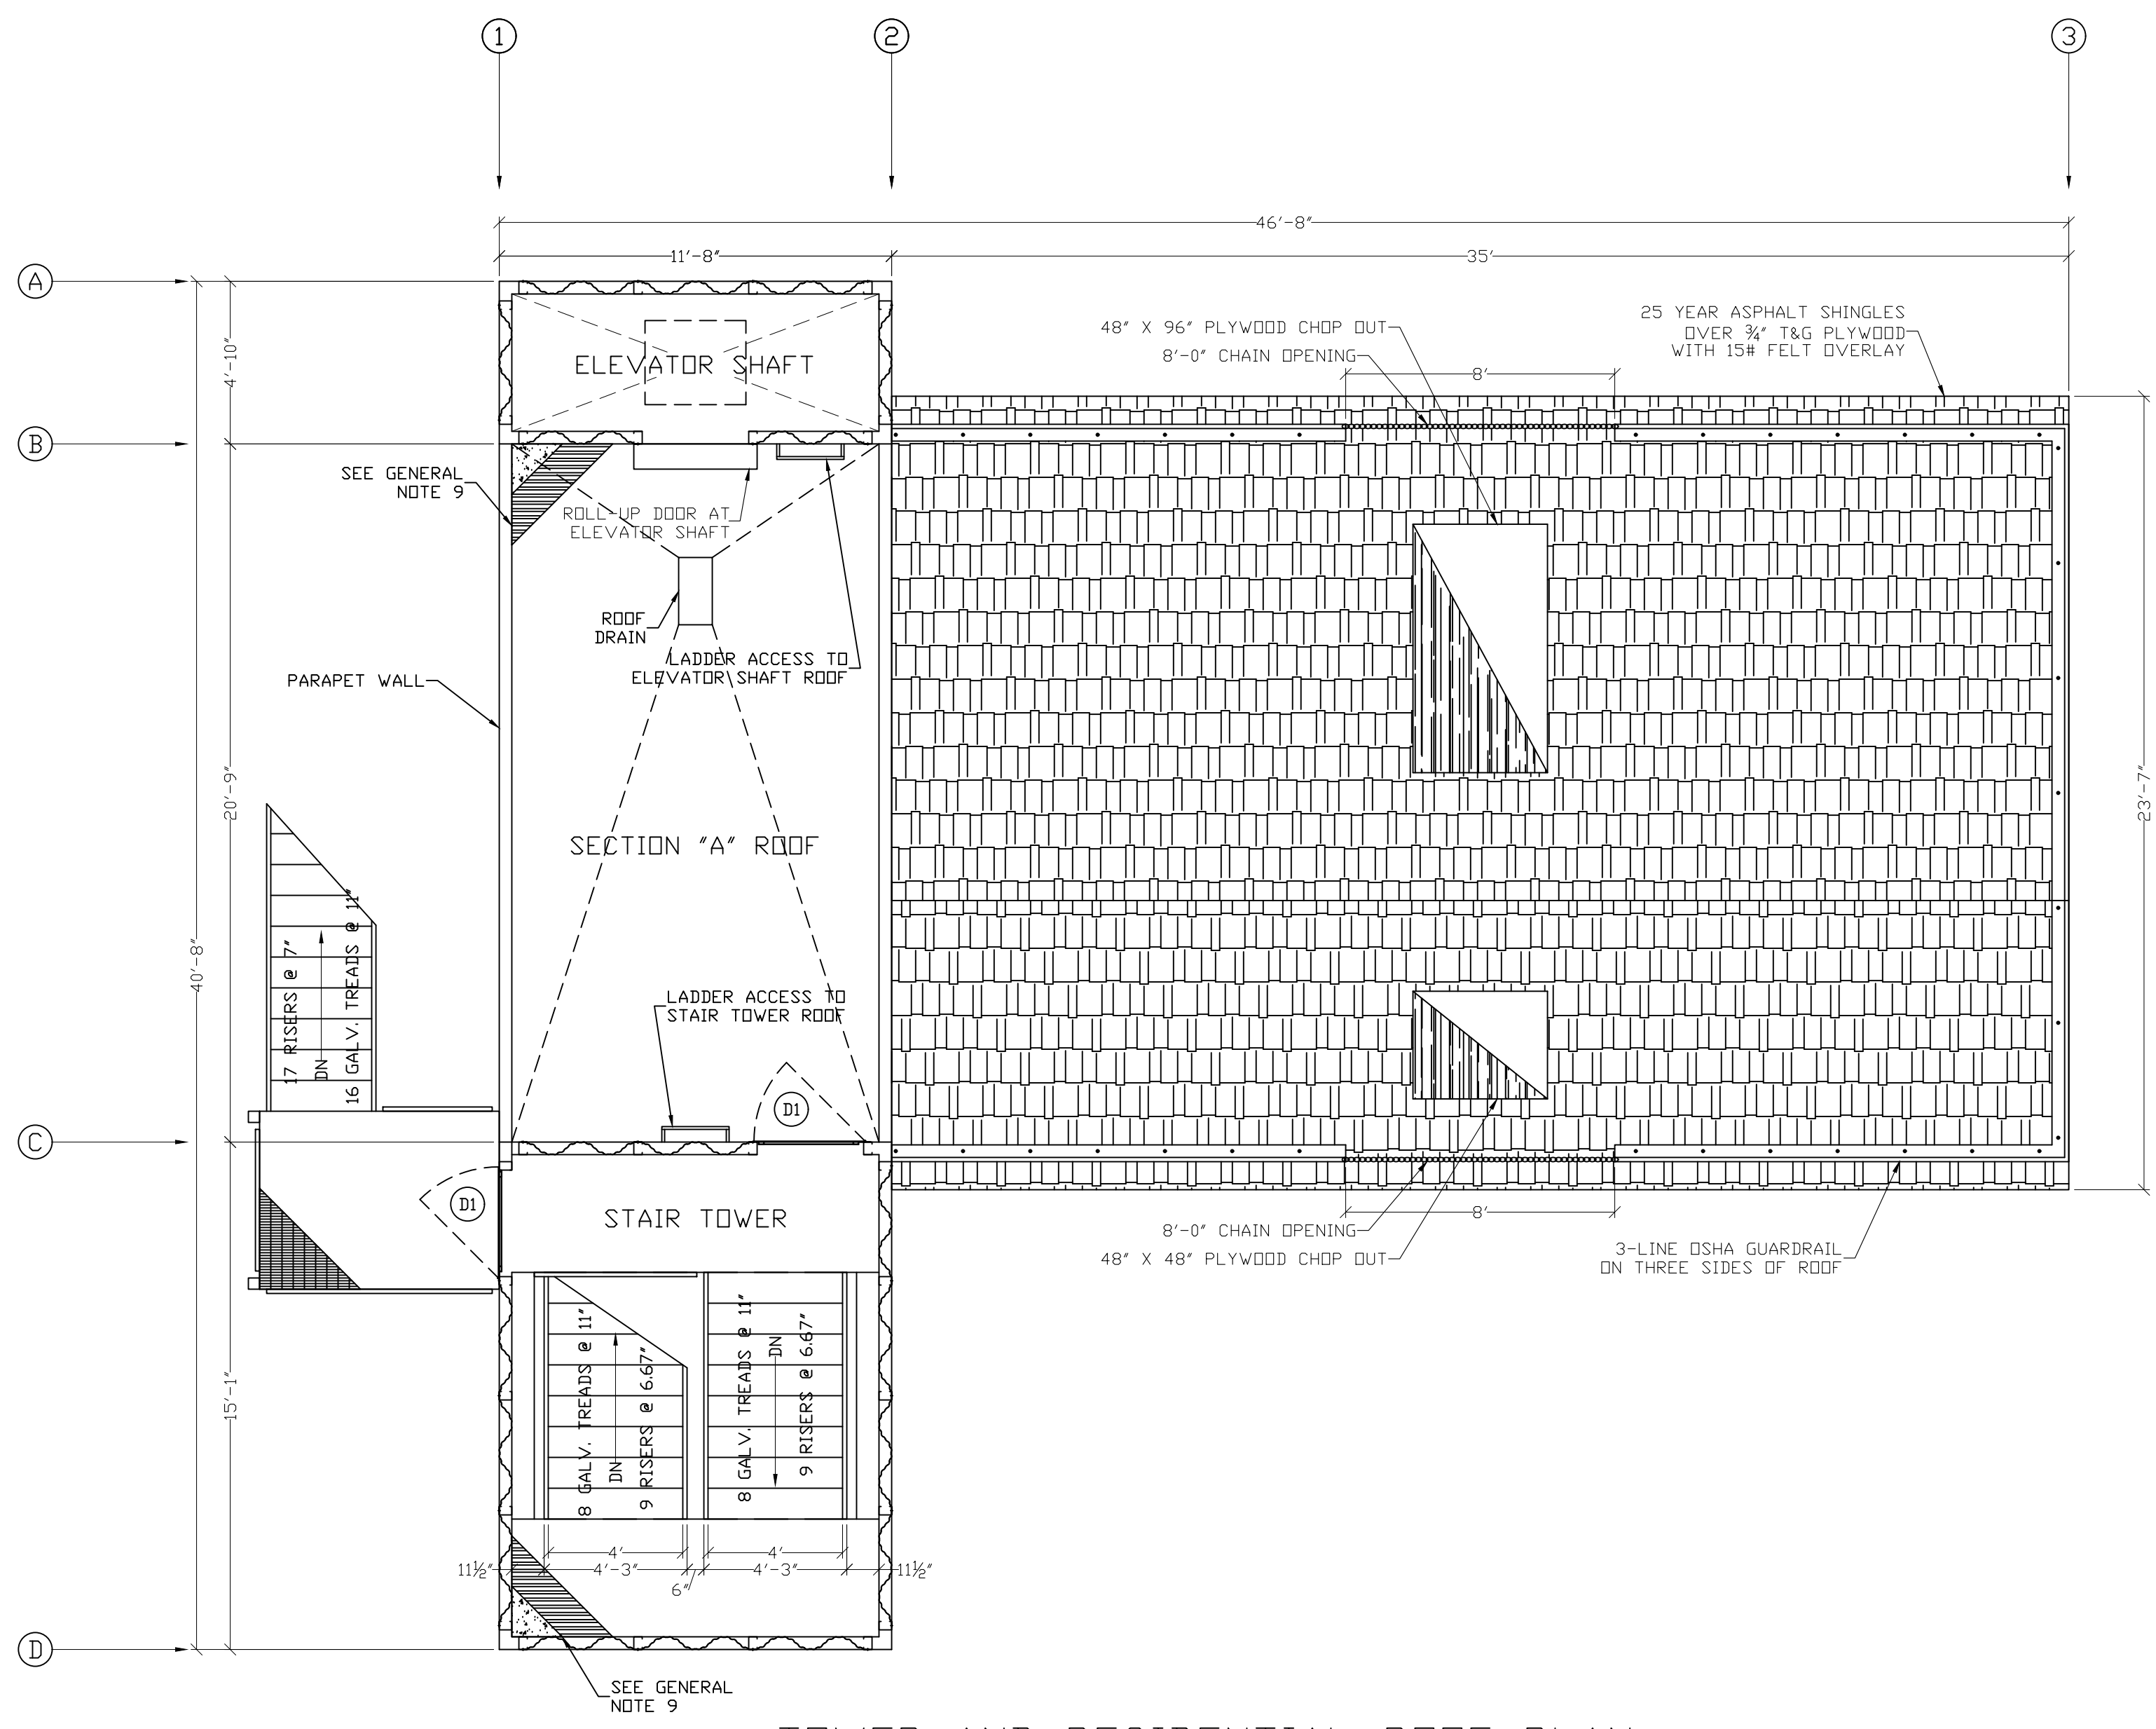 1
2
3
46'-8"
11'-8"
35'
A
B
C
D
4'-10"
20'-9"
15'-1"
40'-8"
23'-7"
ELEVATOR SHAFT
48" X 96" PLYWOOD CHOP OUT
8'-0" CHAIN OPENING
8'
25 YEAR ASPHALT SHINGLES
OVER ¾" T&G PLYWOOD
WITH 15# FELT OVERLAY
SEE GENERAL
NOTE 9
ROLL-UP DOOR AT
ELEVATOR SHAFT
ROOF
DRAIN
LADDER ACCESS TO
ELEVATOR SHAFT ROOF
PARAPET WALL
SECTION "A" ROOF
17 RISERS @ 7"
DN
16 GALV. TREADS @ 11"
LADDER ACCESS TO
STAIR TOWER ROOF
D1
D1
STAIR TOWER
8'
8'-0" CHAIN OPENING
48" X 48" PLYWOOD CHOP OUT
3-LINE OSHA GUARDRAIL
ON THREE SIDES OF ROOF
8 GALV. TREADS @ 11"
DN
9 RISERS @ 6.67"
8 GALV. TREADS @ 11"
DN
9 RISERS @ 6.67"
4'
4'
11½"
4'-3"
6"
4'-3"
11½"
SEE GENERAL
NOTE 9